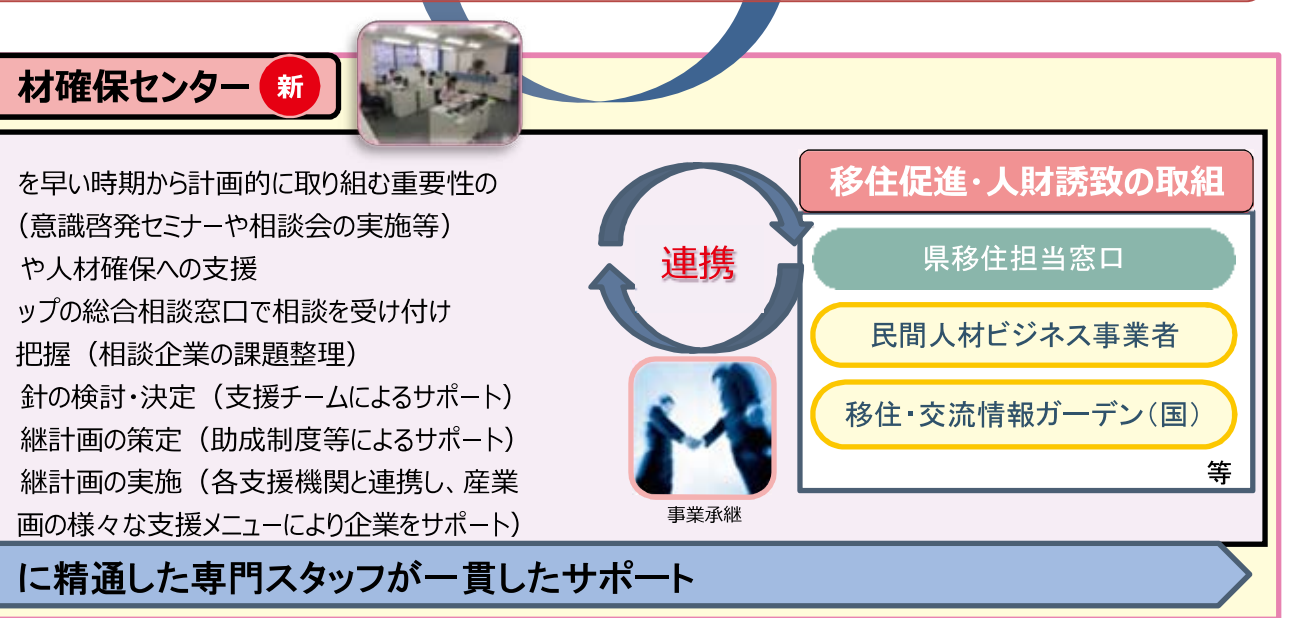 材確保センター 新
を早い時期から計画的に取り組む重要性の
（意識啓発セミナーや相談会の実施等）
や人材確保への支援
ップの総合相談窓口で相談を受け付け
把握（相談企業の課題整理）
針の検討・決定（支援チームによるサポート）
継計画の策定（助成制度等によるサポート）
継計画の実施（各支援機関と連携し、産業
画の様々な支援メニューにより企業をサポート）
連携
事業承継
移住促進・人財誘致の取組
県移住担当窓口
民間人材ビジネス事業者
移住・交流情報ガーデン（国）
等
に精通した専門スタッフが一貫したサポート